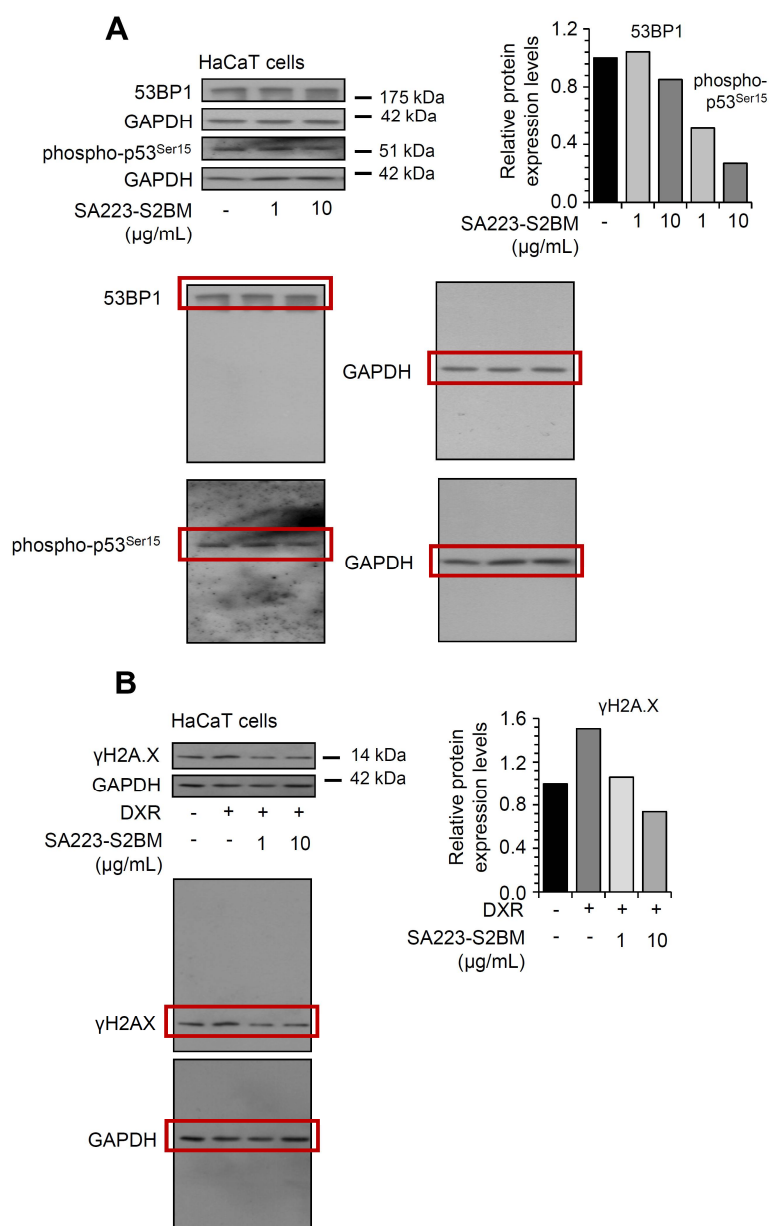 A
HaCaT cells
53BP1
175 kDa
GAPDH
42 kDa
phospho-p53Ser15
51 kDa
GAPDH
42 kDa
SA223-S2BM
(µg/mL)
- 1 10
Relative protein
expression levels
1.2
0.8
0.4
0.0
53BP1
phospho-
p53Ser15
SA223-S2BM
(µg/mL)
- 1 10 1 10
53BP1
GAPDH
phospho-p53Ser15
GAPDH
B
HaCaT cells
γH2A.X
14 kDa
GAPDH
42 kDa
DXR - + + +
SA223-S2BM
(µg/mL)
- - 1 10
γH2A.X
Relative protein
expression levels
1.6
1.2
0.8
0.4
0.0
DXR - + + +
SA223-S2BM
(µg/mL)
- - 1 10
γH2AX
GAPDH